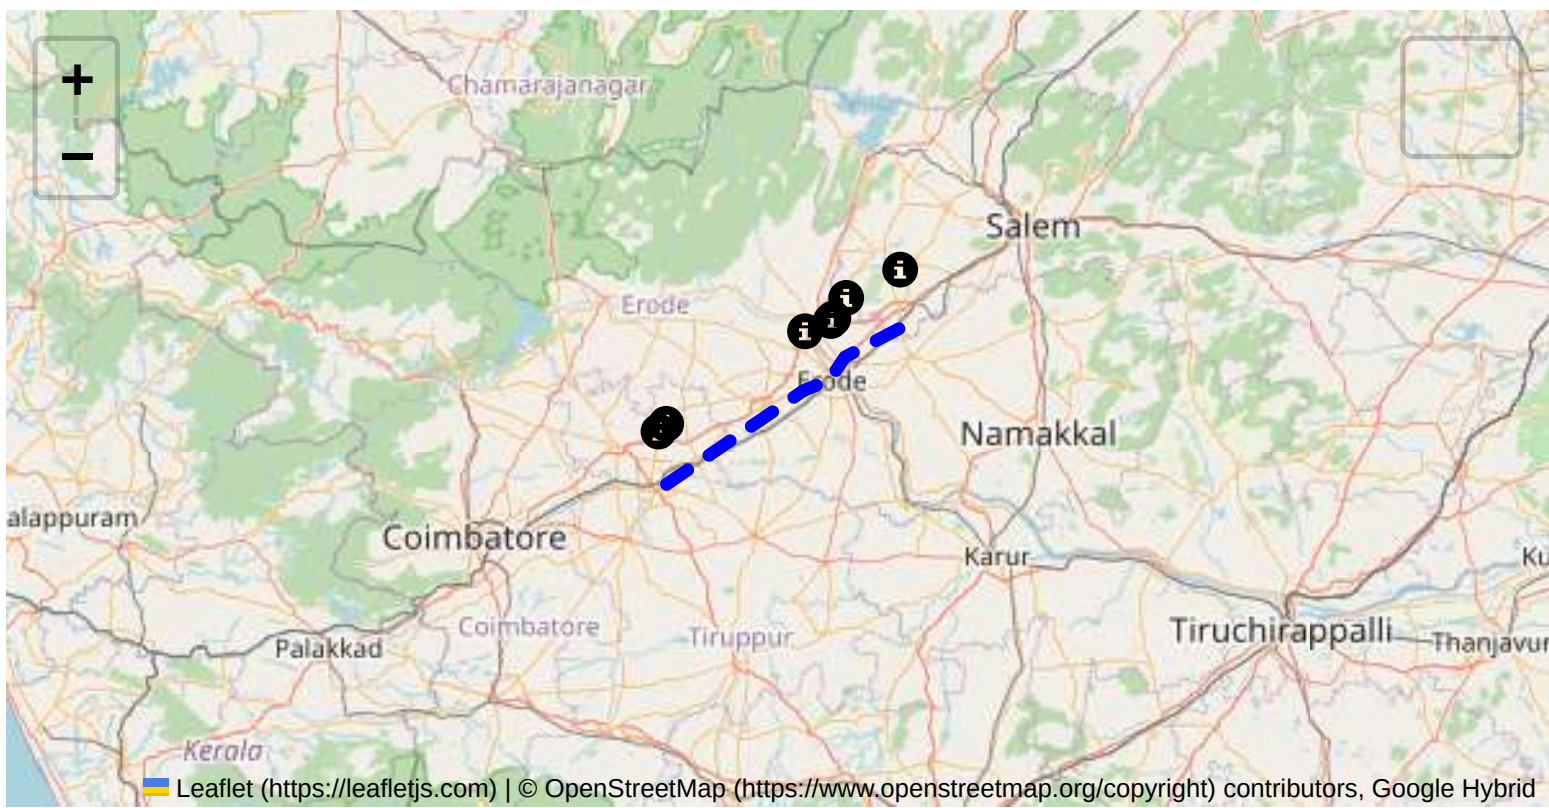 +
Chamarajanagar
−
Salem
i
i
Erode
i
i
Erode
Namakkal
alappuram
Coimbatore
Karur
Ku
Coimbatore
Tiruppur
Tiruchirappalli
Palakkad
Thanjavur
Kerala
Leaflet (https://leafletjs.com) | © OpenStreetMap (https://www.openstreetmap.org/copyright) contributors, Google Hybrid